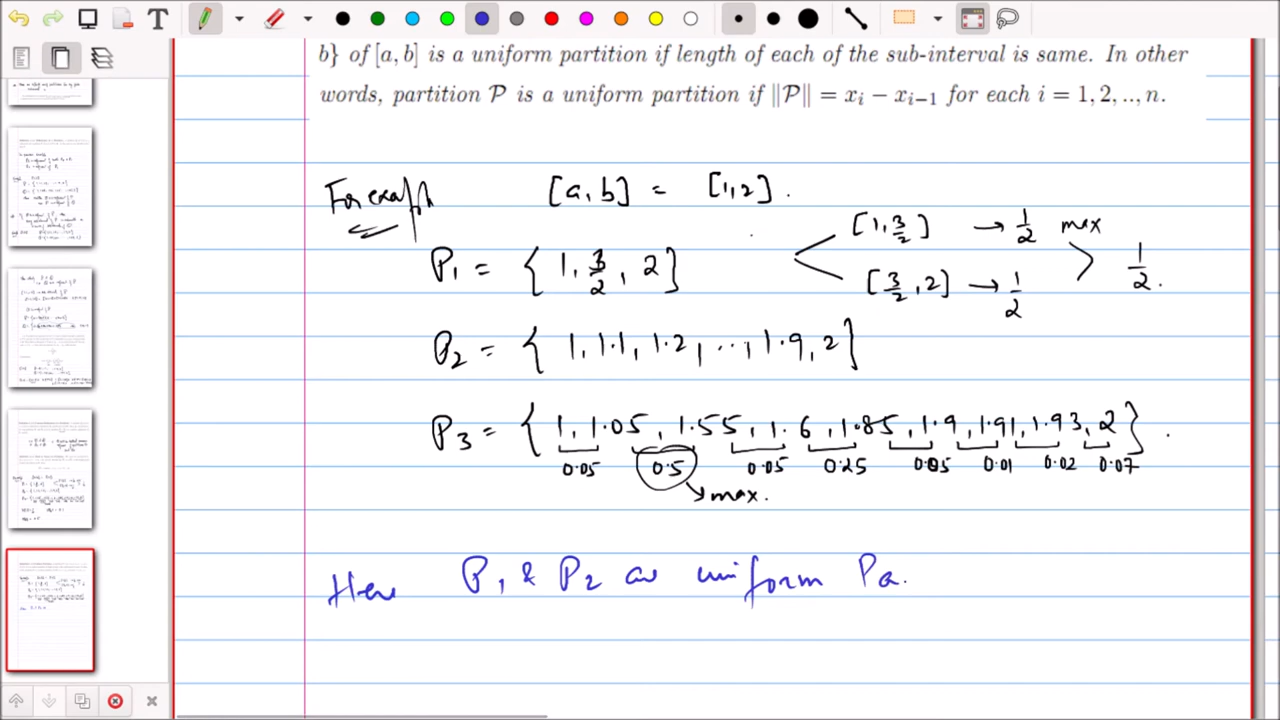 b} of [a, b] is a uniform partition if length of each of the sub-interval is same. In other
words, partition P is a uniform partition if ||P|| = x_i − x_{i−1} for each i = 1, 2, .., n.
For example [a, b] = [1, 2].
[1, 3/2] → 1/2 max
P1 = { 1, 3/2, 2 } 1/2.
[3/2, 2] → 1/2
P2 = { 1, 1.1, 1.2, .., 1.9, 2 }
P3 = { 1, 1.05, 1.55, 1.6, 1.85, 1.9, 1.91, 1.93, 2 } .
0.05 0.5 0.05 0.25 0.05 0.01 0.02 0.07
→ max.
Here P1 & P2 are uniform Pa.